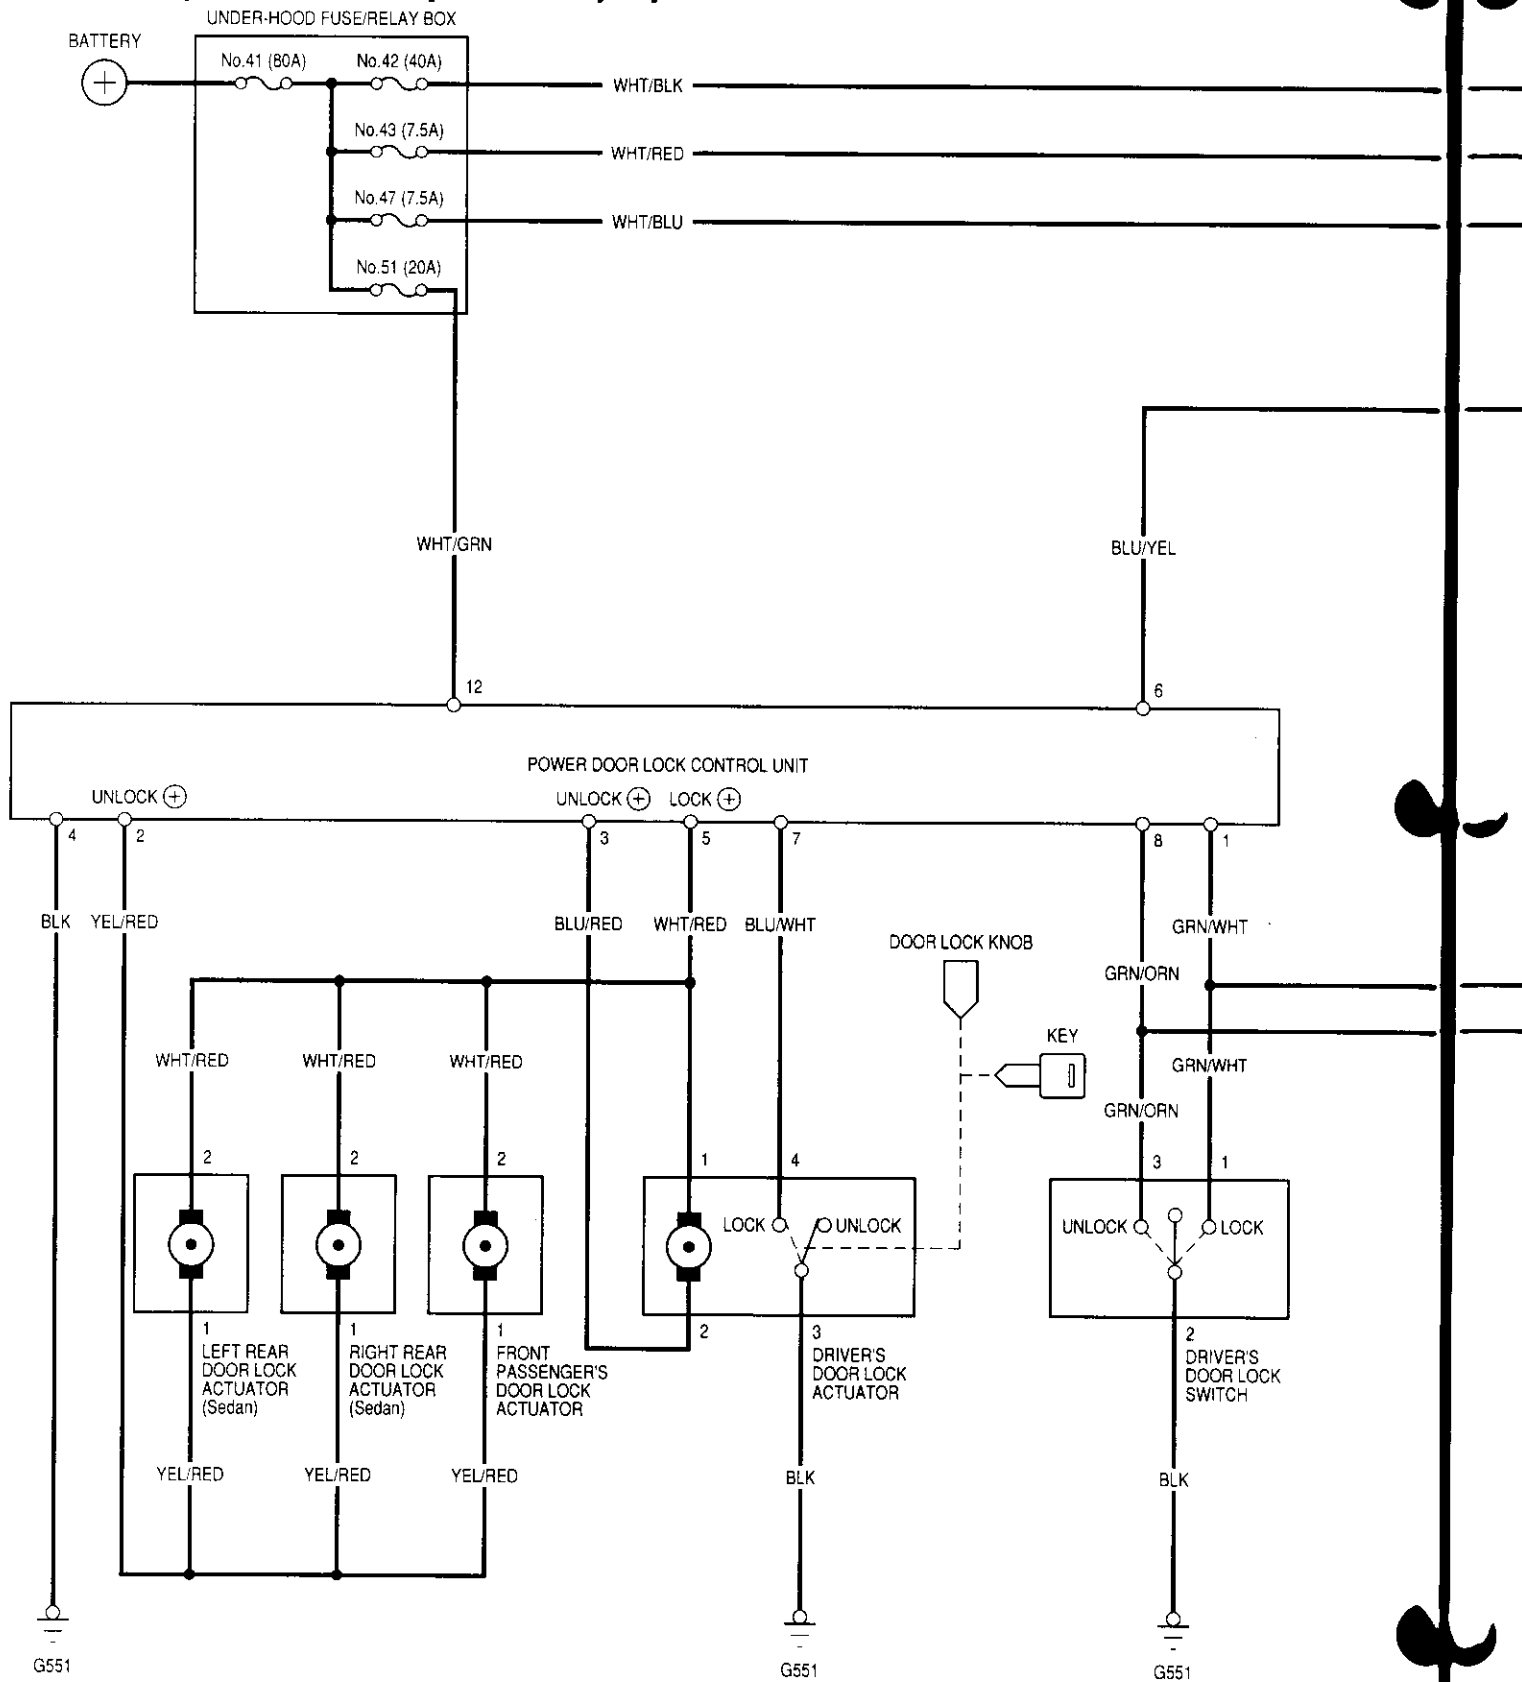 UNDER-HOOD FUSE/RELAY BOX
BATTERY
No.41 (80A)
No.42 (40A)
WHT/BLK
No.43 (7.5A)
WHT/RED
No.47 (7.5A)
WHT/BLU
No.51 (20A)
WHT/GRN
BLU/YEL
12
6
POWER DOOR LOCK CONTROL UNIT
UNLOCK +
UNLOCK +
LOCK +
4
2
3
5
7
8
1
BLK
YEL/RED
BLU/RED
WHT/RED
BLU/WHT
GRN/WHT
DOOR LOCK KNOB
GRN/ORN
KEY
WHT/RED
WHT/RED
WHT/RED
GRN/WHT
GRN/ORN
2
2
2
1
4
3
1
LOCK
UNLOCK
UNLOCK
LOCK
1
LEFT REAR
DOOR LOCK
ACTUATOR
(Sedan)
1
RIGHT REAR
DOOR LOCK
ACTUATOR
(Sedan)
1
FRONT
PASSENGER'S
DOOR LOCK
ACTUATOR
2
3
DRIVER'S
DOOR LOCK
ACTUATOR
2
DRIVER'S
DOOR LOCK
SWITCH
YEL/RED
YEL/RED
YEL/RED
BLK
BLK
G551
G551
G551